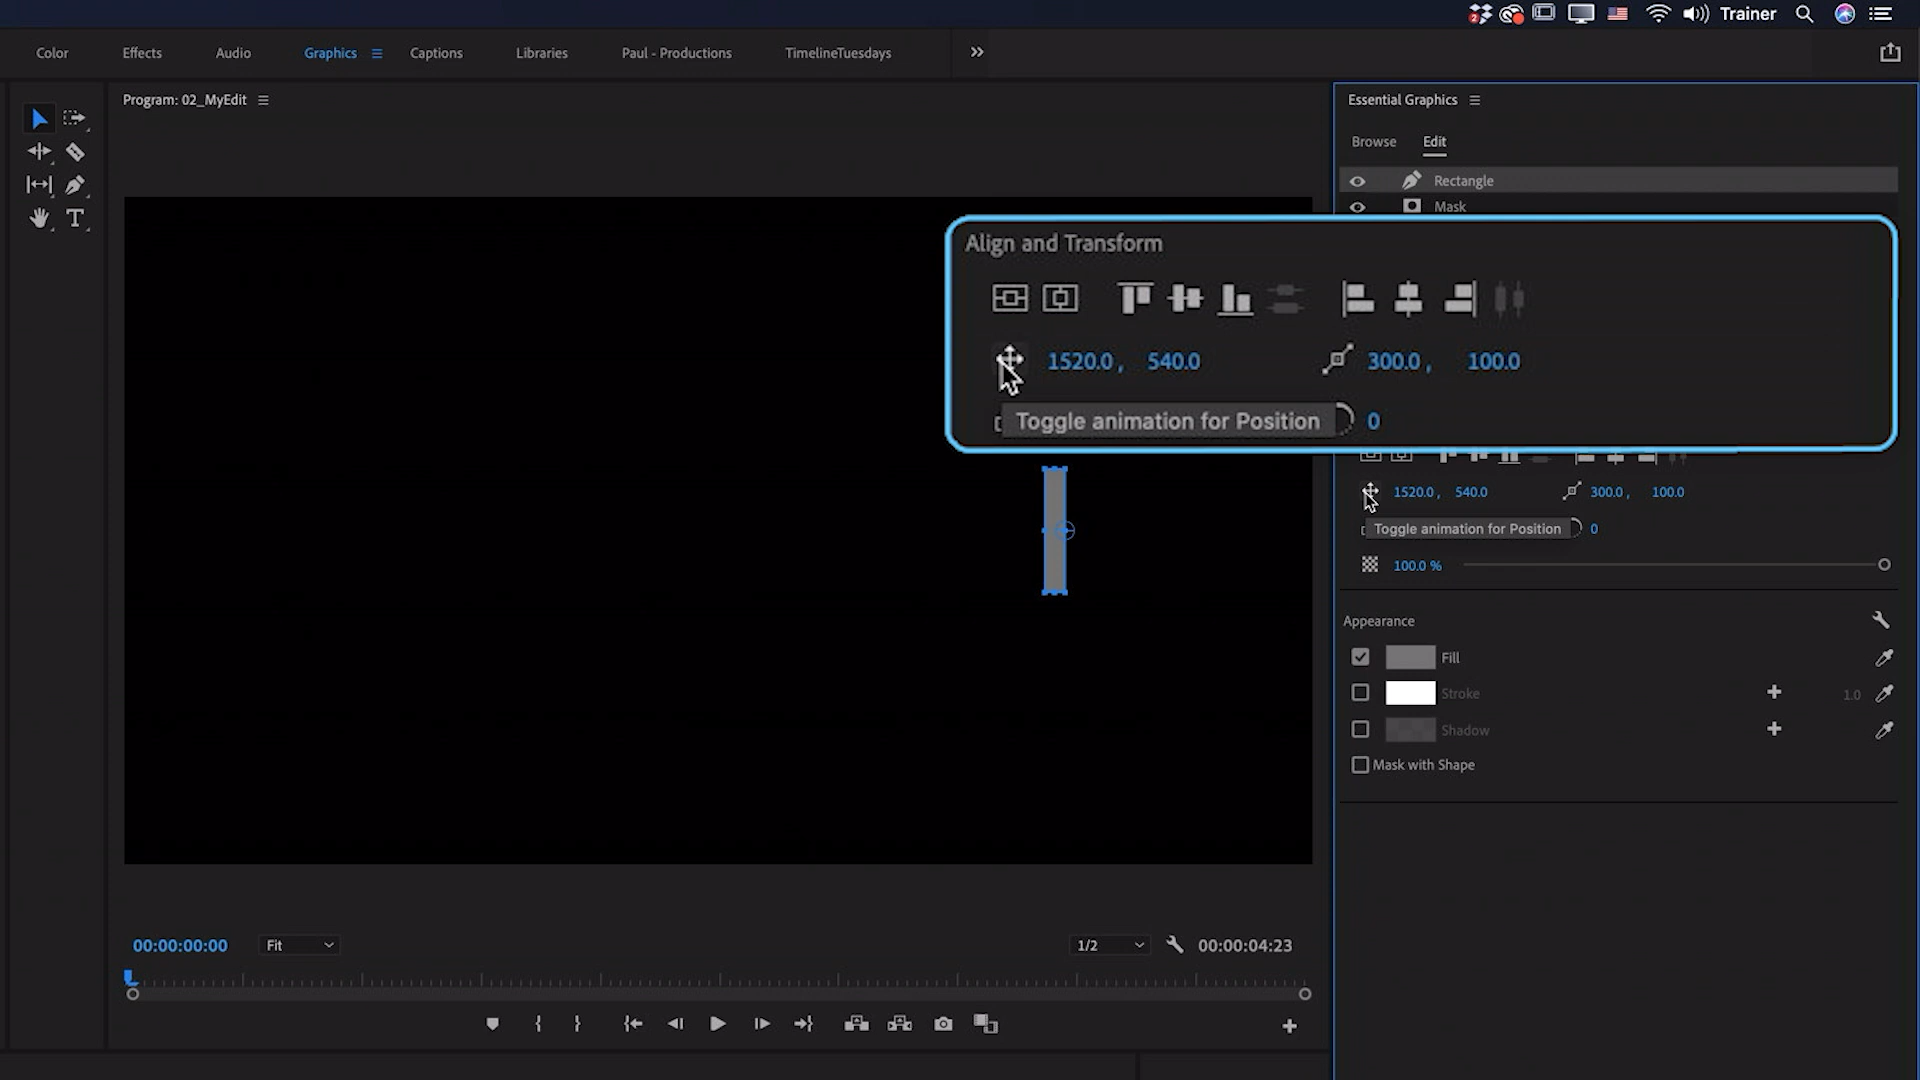 2 Trainer
Color Effects Audio Graphics Captions Libraries Paul - Productions TimelineTuesdays
Program: 02_MyEdit
Essential Graphics
Browse Edit
Rectangle
Mask
Align and Transform
1520.0 , 540.0 300.0 , 100.0
Toggle animation for Position 0
1520.0 , 540.0 300.0 , 100.0
Toggle animation for Position 0
100.0 %
Appearance
Fill
Stroke 1.0
Shadow
Mask with Shape
00:00:00:00 Fit 1/2 00:00:04:23